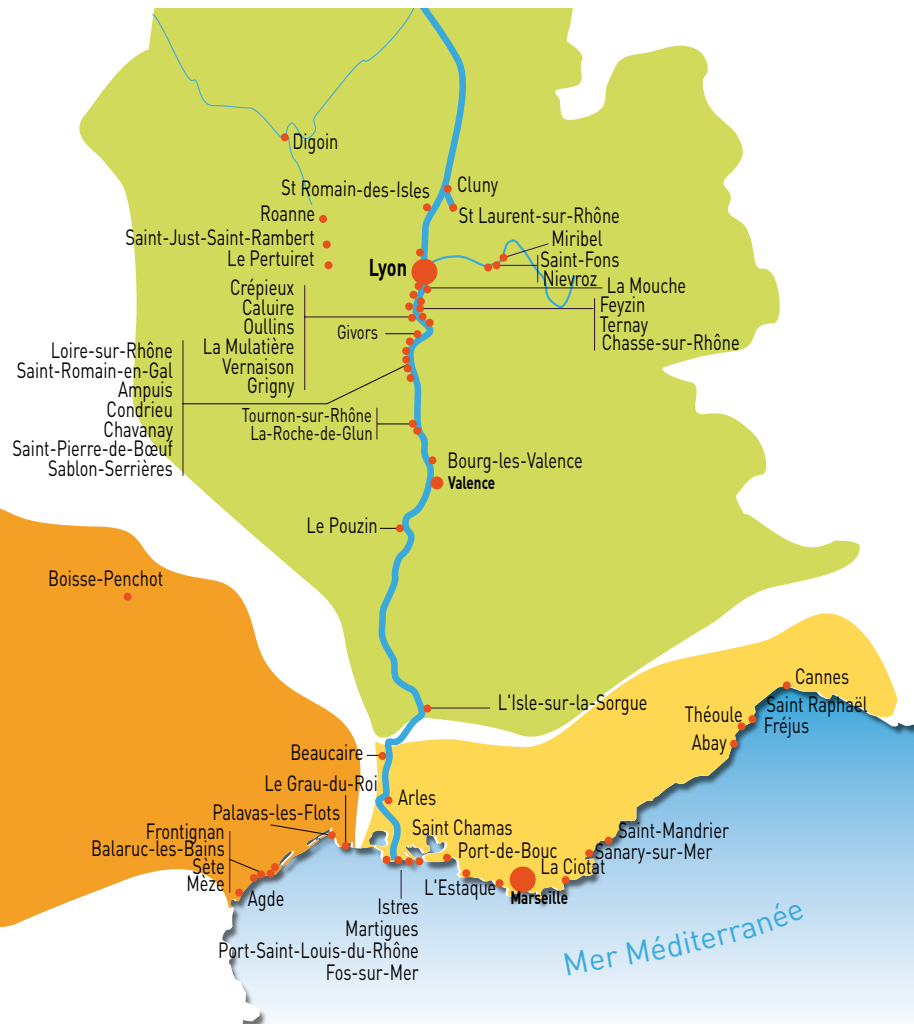 Digoin
St Romain-des-Isles
Cluny
Roanne
St Laurent-sur-Rhône
Saint-Just-Saint-Rambert
Miribel
Le Pertuiret
Saint-Fons
Lyon
Nievroz
Crépieux
La Mouche
Caluire
Feyzin
Oullins
Ternay
Givors
La Mulatière
Chasse-sur-Rhône
Loire-sur-Rhône
Vernaison
Saint-Romain-en-Gal
Grigny
Ampuis
Condrieu
Tournon-sur-Rhône
Chavanay
La-Roche-de-Glun
Saint-Pierre-de-Bœuf
Sablon-Serrières
Bourg-les-Valence
Valence
Le Pouzin
Boisse-Penchot
Cannes
L'Isle-sur-la-Sorgue
Saint Raphaël
Théoule
Fréjus
Abay
Beaucaire
Le Grau-du-Roi
Arles
Palavas-les-Flots
Saint Chamas
Frontignan
Saint-Mandrier
Balaruc-les-Bains
Port-de-Bouc
Sanary-sur-Mer
Sète
La Ciotat
Mèze
L'Estaque
Agde
Marseille
Istres
Martigues
Port-Saint-Louis-du-Rhône
Fos-sur-Mer
Mer Méditerranée